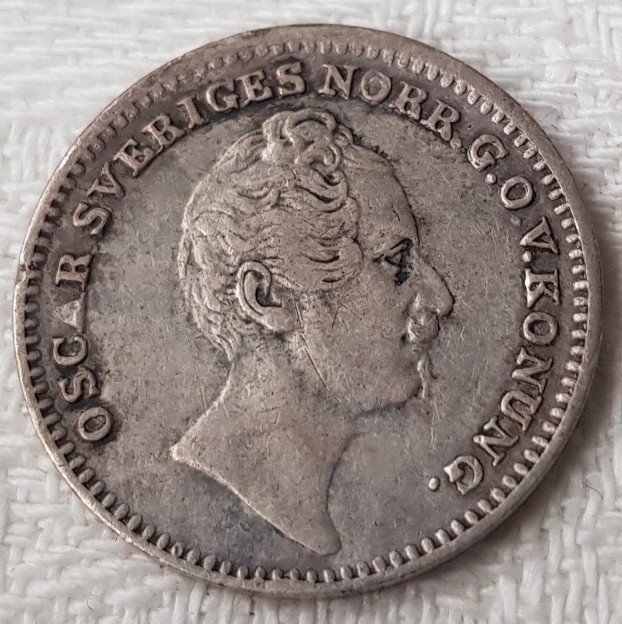 OSCAR SVERIGES NORR. G. O V. KONUNG.